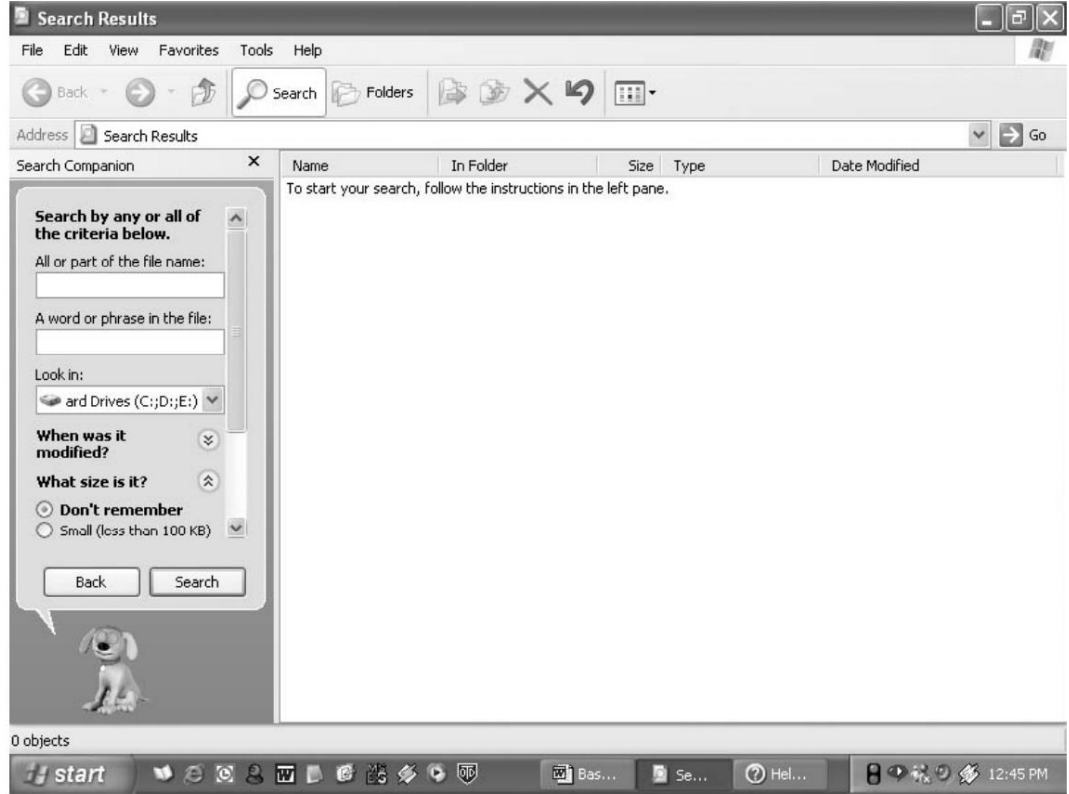 Search Results
File Edit View Favorites Tools Help
Back Search Folders
Address Search Results Go
Search Companion
Name In Folder Size Type Date Modified
To start your search, follow the instructions in the left pane.
Search by any or all of
the criteria below.
All or part of the file name:
A word or phrase in the file:
Look in:
ard Drives (C:;D:;E:)
When was it
modified?
What size is it?
Don't remember
Small (less than 100 KB)
Back Search
0 objects
start W Bas... Se... Hel... 12:45 PM